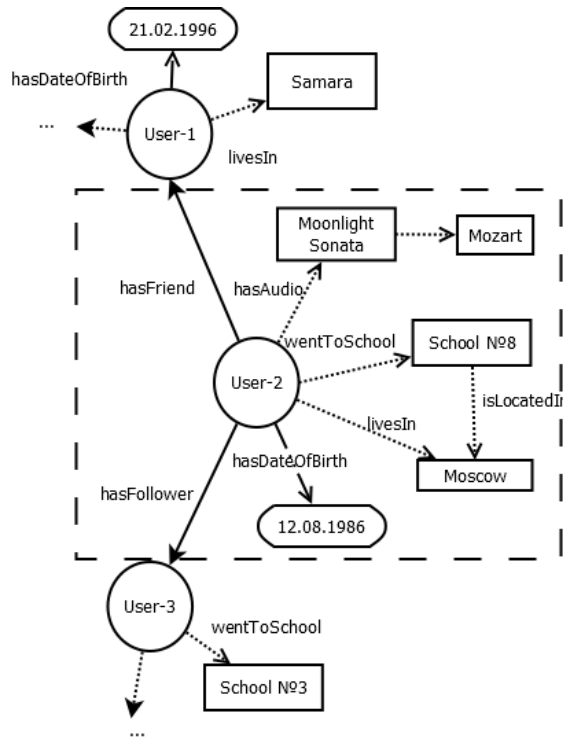 21.02.1996
hasDateOfBirth
Samara
...
User-1
livesIn
Moonlight
Sonata
Mozart
hasFriend
hasAudio
wentToSchool
School №8
User-2
isLocatedIn
livesIn
hasDateOfBirth
Moscow
hasFollower
12.08.1986
User-3
wentToSchool
School №3
...